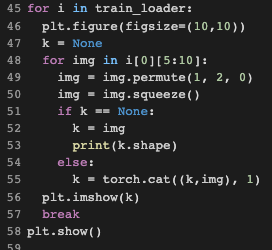 45 for i in train_loader:
46   plt.figure(figsize=(10,10))
47   k = None
48   for img in i[0][5:10]:
49     img = img.permute(1, 2, 0)
50     img = img.squeeze()
51     if k == None:
52       k = img
53       print(k.shape)
54     else:
55       k = torch.cat((k,img), 1)
56   plt.imshow(k)
57   break
58 plt.show()
59